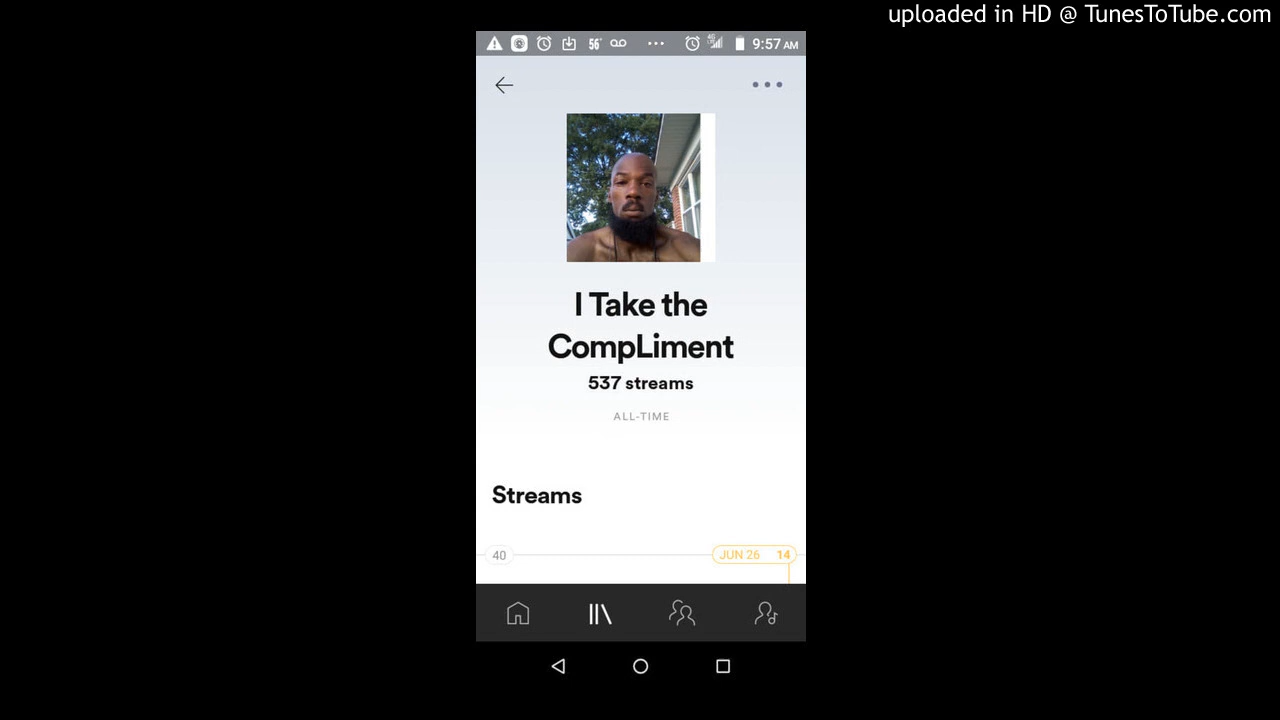 uploaded in HD @ TunesToTube.com
56° 9:57 AM
I Take the
CompLiment
537 streams
ALL-TIME
Streams
40 JUN 26 14